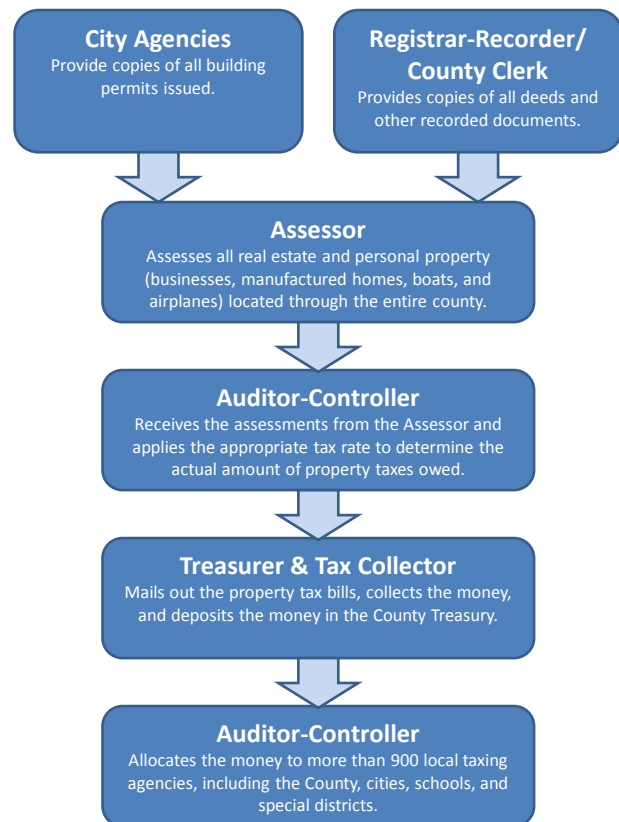 City Agencies
Provide copies of all building
permits issued.
Registrar-Recorder/
County Clerk
Provides copies of all deeds and
other recorded documents.
Assessor
Assesses all real estate and personal property
(businesses, manufactured homes, boats, and
airplanes) located through the entire county.
Auditor-Controller
Receives the assessments from the Assessor and
applies the appropriate tax rate to determine the
actual amount of property taxes owed.
Treasurer & Tax Collector
Mails out the property tax bills, collects the money,
and deposits the money in the County Treasury.
Auditor-Controller
Allocates the money to more than 900 local taxing
agencies, including the County, cities, schools, and
special districts.